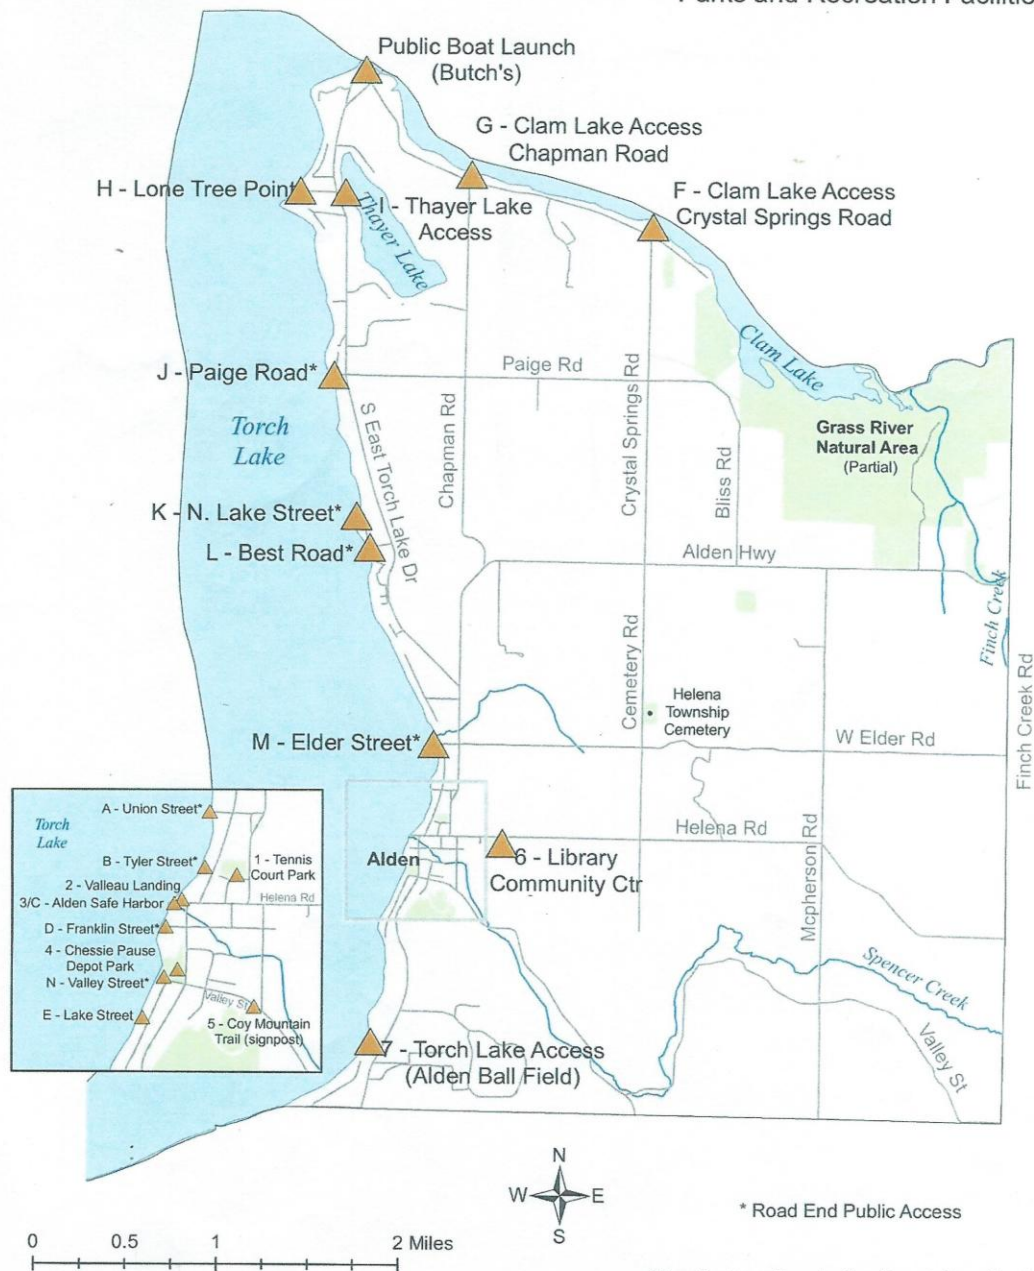 Public Boat Launch
(Butch's)
G - Clam Lake Access
Chapman Road
H - Lone Tree Point
I - Thayer Lake
Access
F - Clam Lake Access
Crystal Springs Road
Thayer Lake
Clam Lake
J - Paige Road*
Paige Rd
Torch
Lake
S East Torch Lake Dr
Chapman Rd
Crystal Springs Rd
Bliss Rd
Grass River
Natural Area
(Partial)
K - N. Lake Street*
L - Best Road*
Alden Hwy
Finch Creek
Finch Creek Rd
Cemetery Rd
Helena
Township
Cemetery
M - Elder Street*
W Elder Rd
Helena Rd
Mcpherson Rd
Alden
6 - Library
Community Ctr
Torch
Lake
A - Union Street*
B - Tyler Street*
1 - Tennis
Court Park
2 - Valleau Landing
3/C - Alden Safe Harbor
Helena Rd
D - Franklin Street*
4 - Chessie Pause
Depot Park
N - Valley Street*
Valley St
E - Lake Street
5 - Coy Mountain
Trail (signpost)
Spencer Creek
Valley St
7 - Torch Lake Access
(Alden Ball Field)
N
W
E
S
* Road End Public Access
0
0.5
1
2 Miles